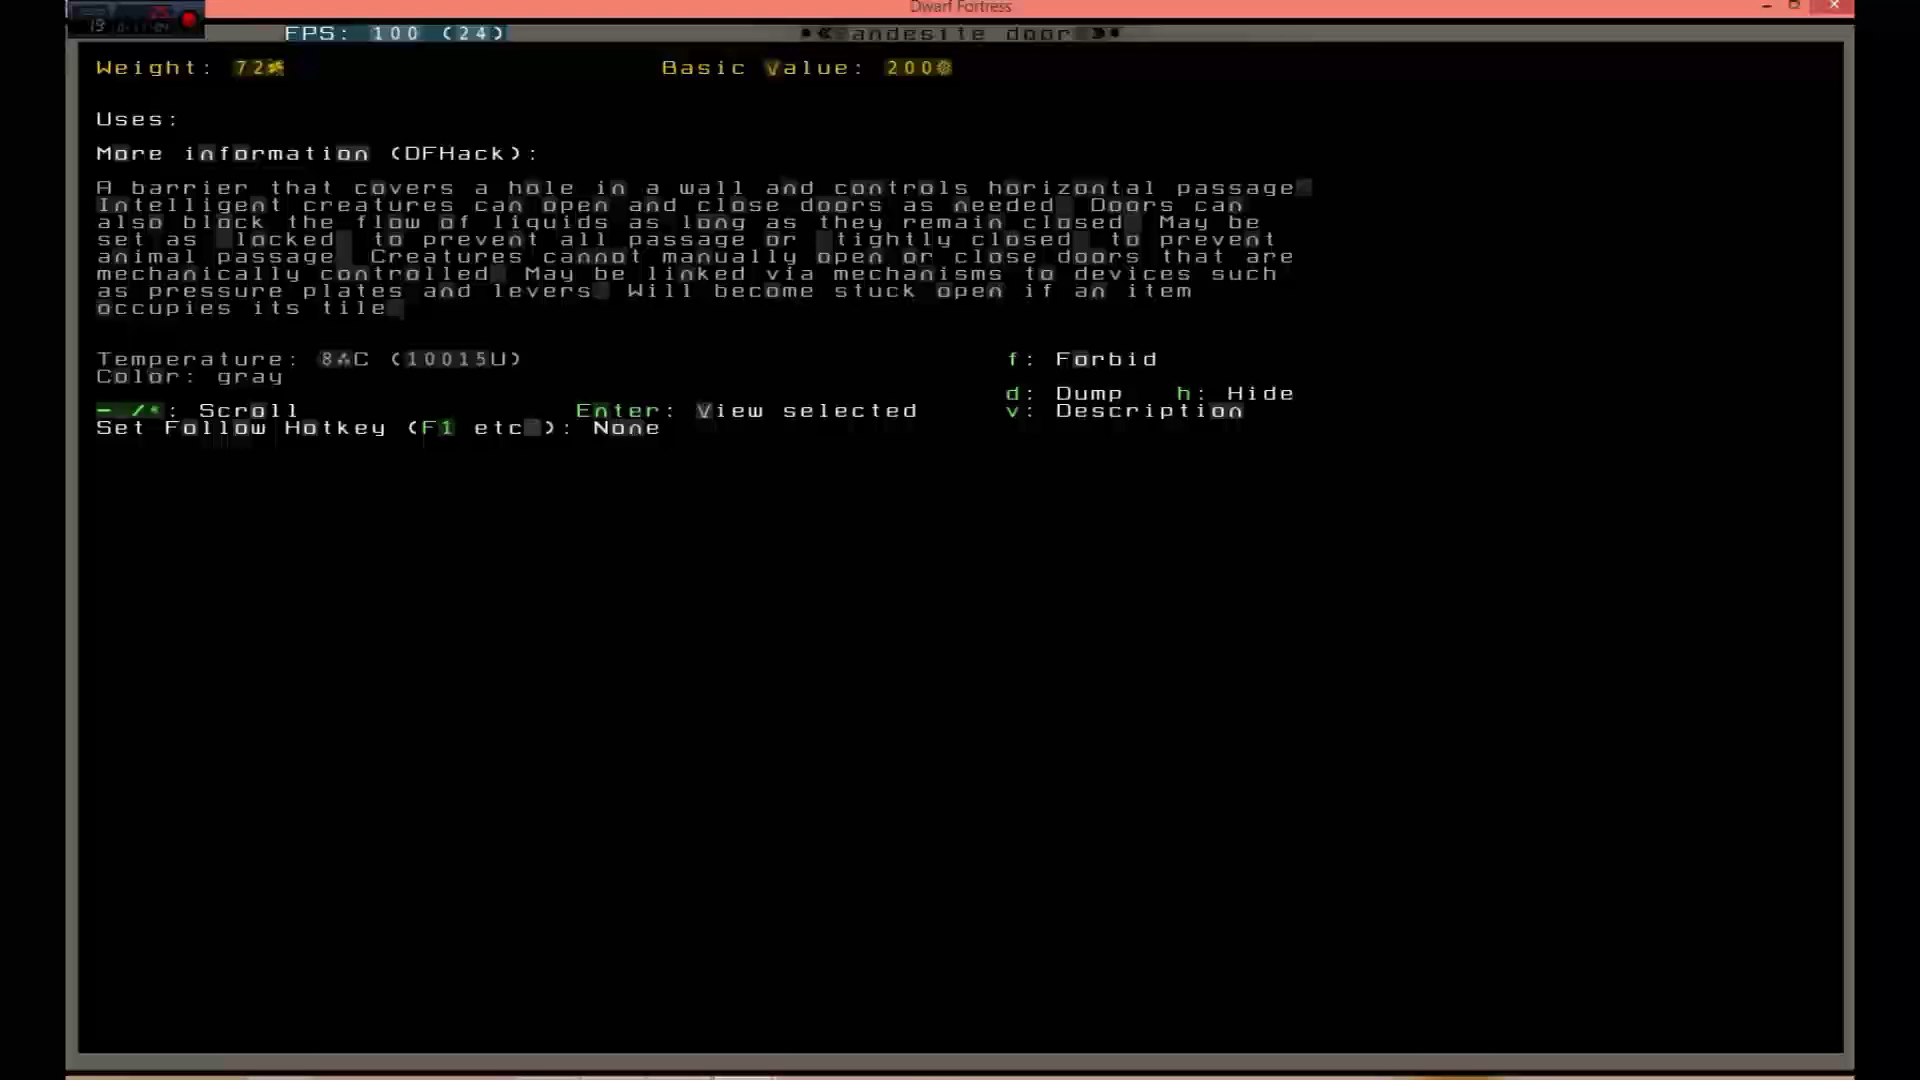 Dwarf Fortress
19
FPS: 100 (24)
andesite door
Weight: 72
Basic Value: 200☼
Uses:
More information (DFHack):
A barrier that covers a hole in a wall and controls horizontal passage
Intelligent creatures can open and close doors as needed Doors can
also block the flow of liquids as long as they remain closed May be
set as locked to prevent all passage or tightly closed to prevent
animal passage Creatures cannot manually open or close doors that are
mechanically controlled May be linked via mechanisms to devices such
as pressure plates and levers Will become stuck open if an item
occupies its tile
Temperature: C (10015U)
f: Forbid
Color: gray
d: Dump h: Hide
- /*: Scroll
Enter: View selected
v: Description
Set Follow Hotkey (F1 etc ): None